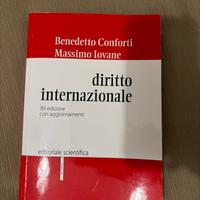 Benedetto Conforti
Massimo Iovane
diritto
internazionale
XII edizione
con aggiornamenti
editoriale scientifica